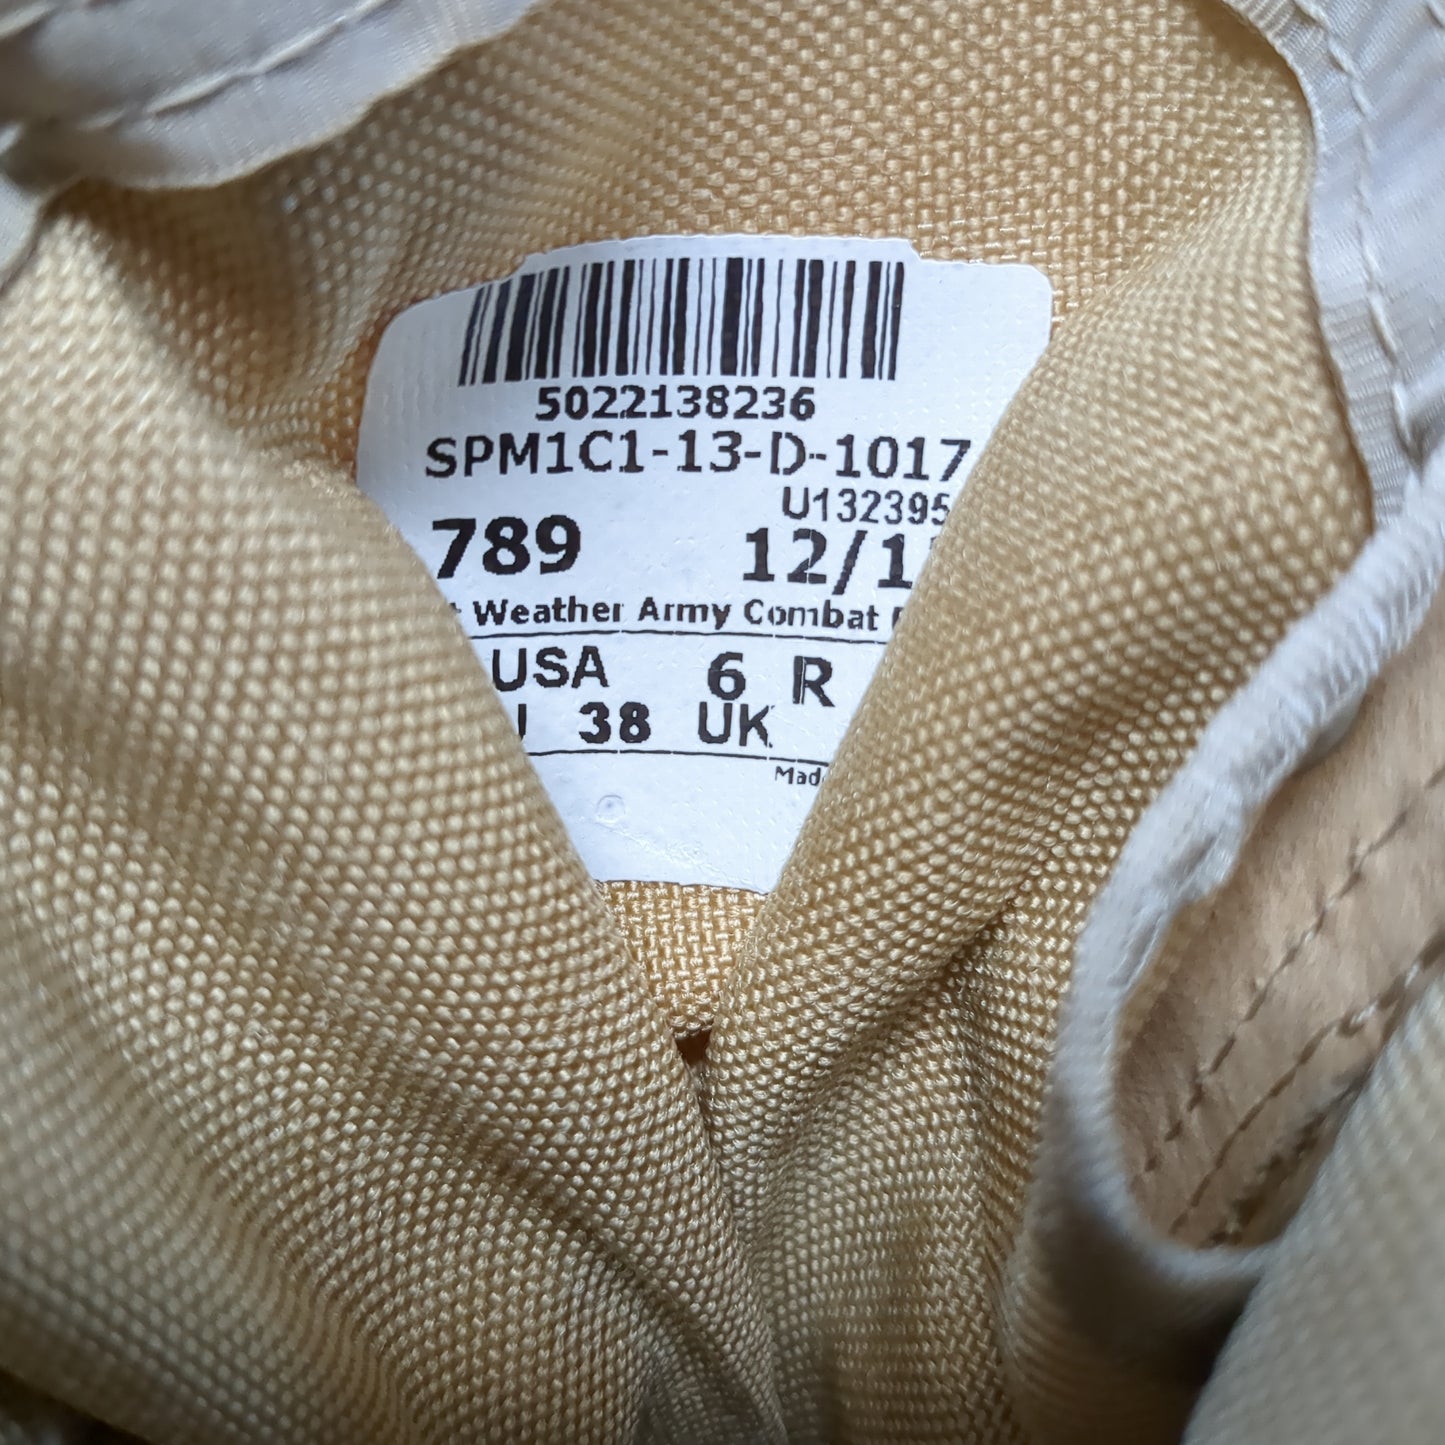 5022138236
SPM1C1-13-D-1017
U132395
789 12/1
Weather Army Combat
USA 6 R
38 UK
Mad